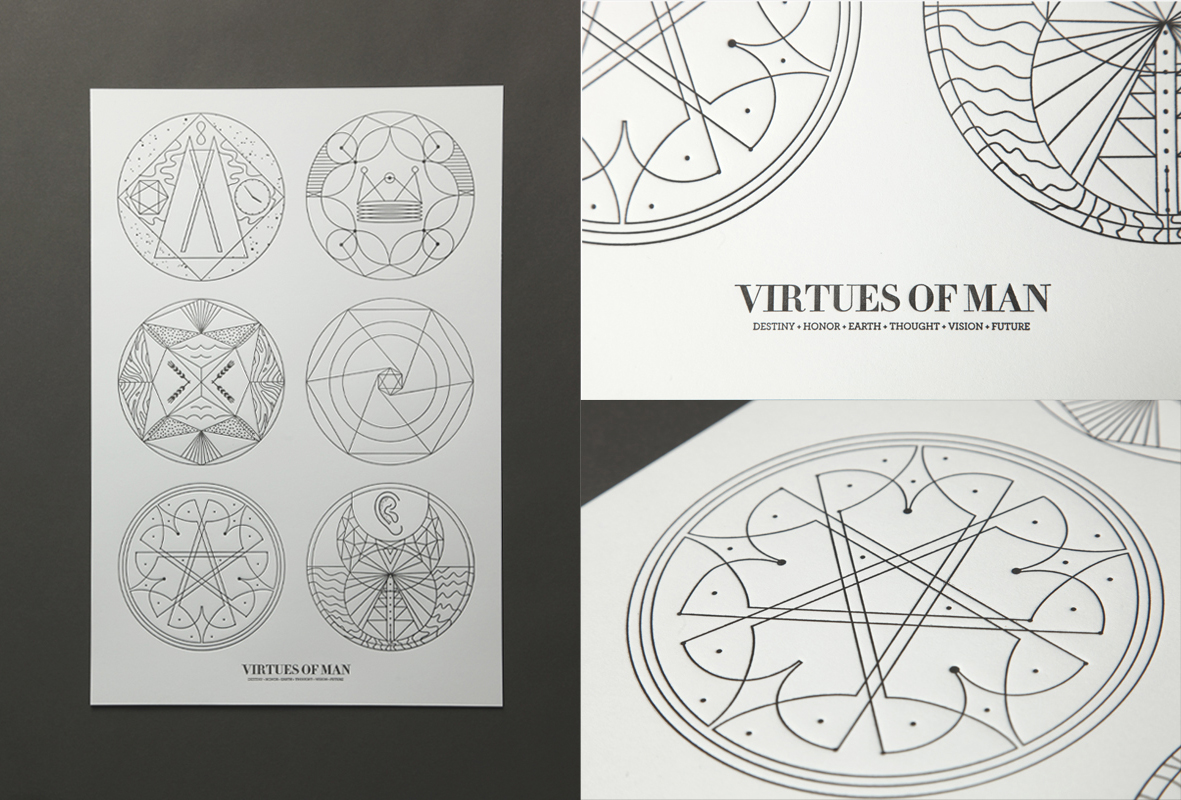 VIRTUES OF MAN
DESTINY + HONOR + EARTH + THOUGHT + VISION + FUTURE
VIRTUES OF MAN
DESTINY + HONOR + EARTH + THOUGHT + VISION + FUTURE